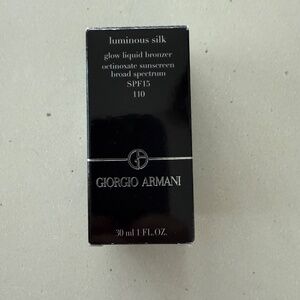 luminous silk
glow liquid bronzer
octinoxate sunscreen
broad spectrum
SPF15
110
GIORGIO ARMANI
30 ml 1 FL.OZ.